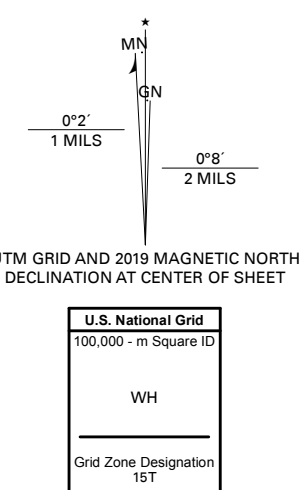 ★
MN
GN
0°2´
1 MILS
0°8´
2 MILS
UTM GRID AND 2019 MAGNETIC NORTH
DECLINATION AT CENTER OF SHEET
U.S. National Grid
100,000 - m Square ID
WH
Grid Zone Designation
15T